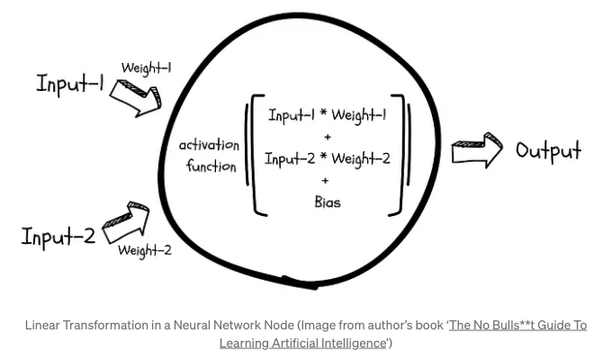 Input-1
Weight-1
Input-2
Weight-2
activation
function
Input-1 * Weight-1
+
Input-2 * Weight-2
+
Bias
Output
Linear Transformation in a Neural Network Node (Image from author's book ‘The No Bulls**t Guide To
Learning Artificial Intelligence’)